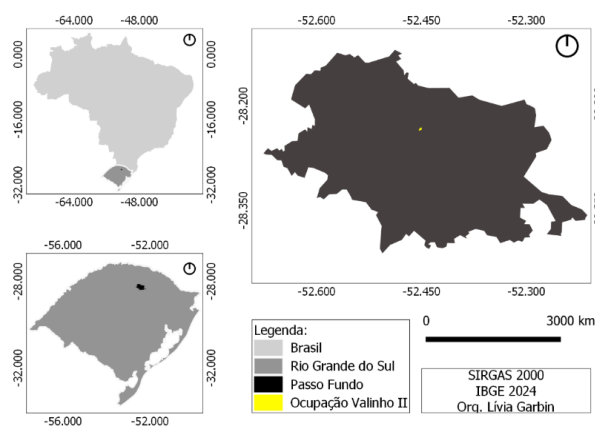 -64.000 -48.000
0.000 0.000
-16.000 -16.000
-32.000 -32.000
-64.000 -48.000
-56.000 -52.000
-28.000 -28.000
-32.000 -32.000
-56.000 -52.000
-52.600 -52.450 -52.300
-28.200
-28.350
-52.600 -52.450 -52.300
Legenda:
Brasil
Rio Grande do Sul
Passo Fundo
Ocupação Valinho II
0 3000 km
SIRGAS 2000
IBGE 2024
Org. Lívia Garbin